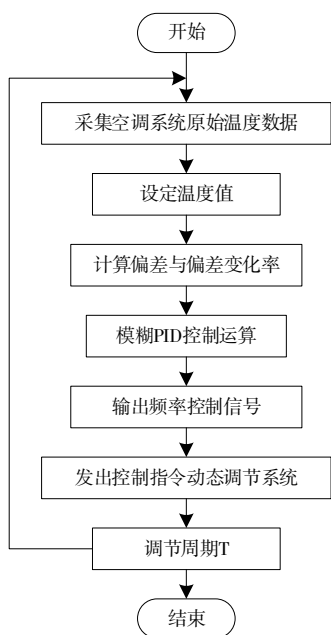 开始
采集空调系统原始温度数据
设定温度值
计算偏差与偏差变化率
模糊PID控制运算
输出频率控制信号
发出控制指令动态调节系统
调节周期T
结束